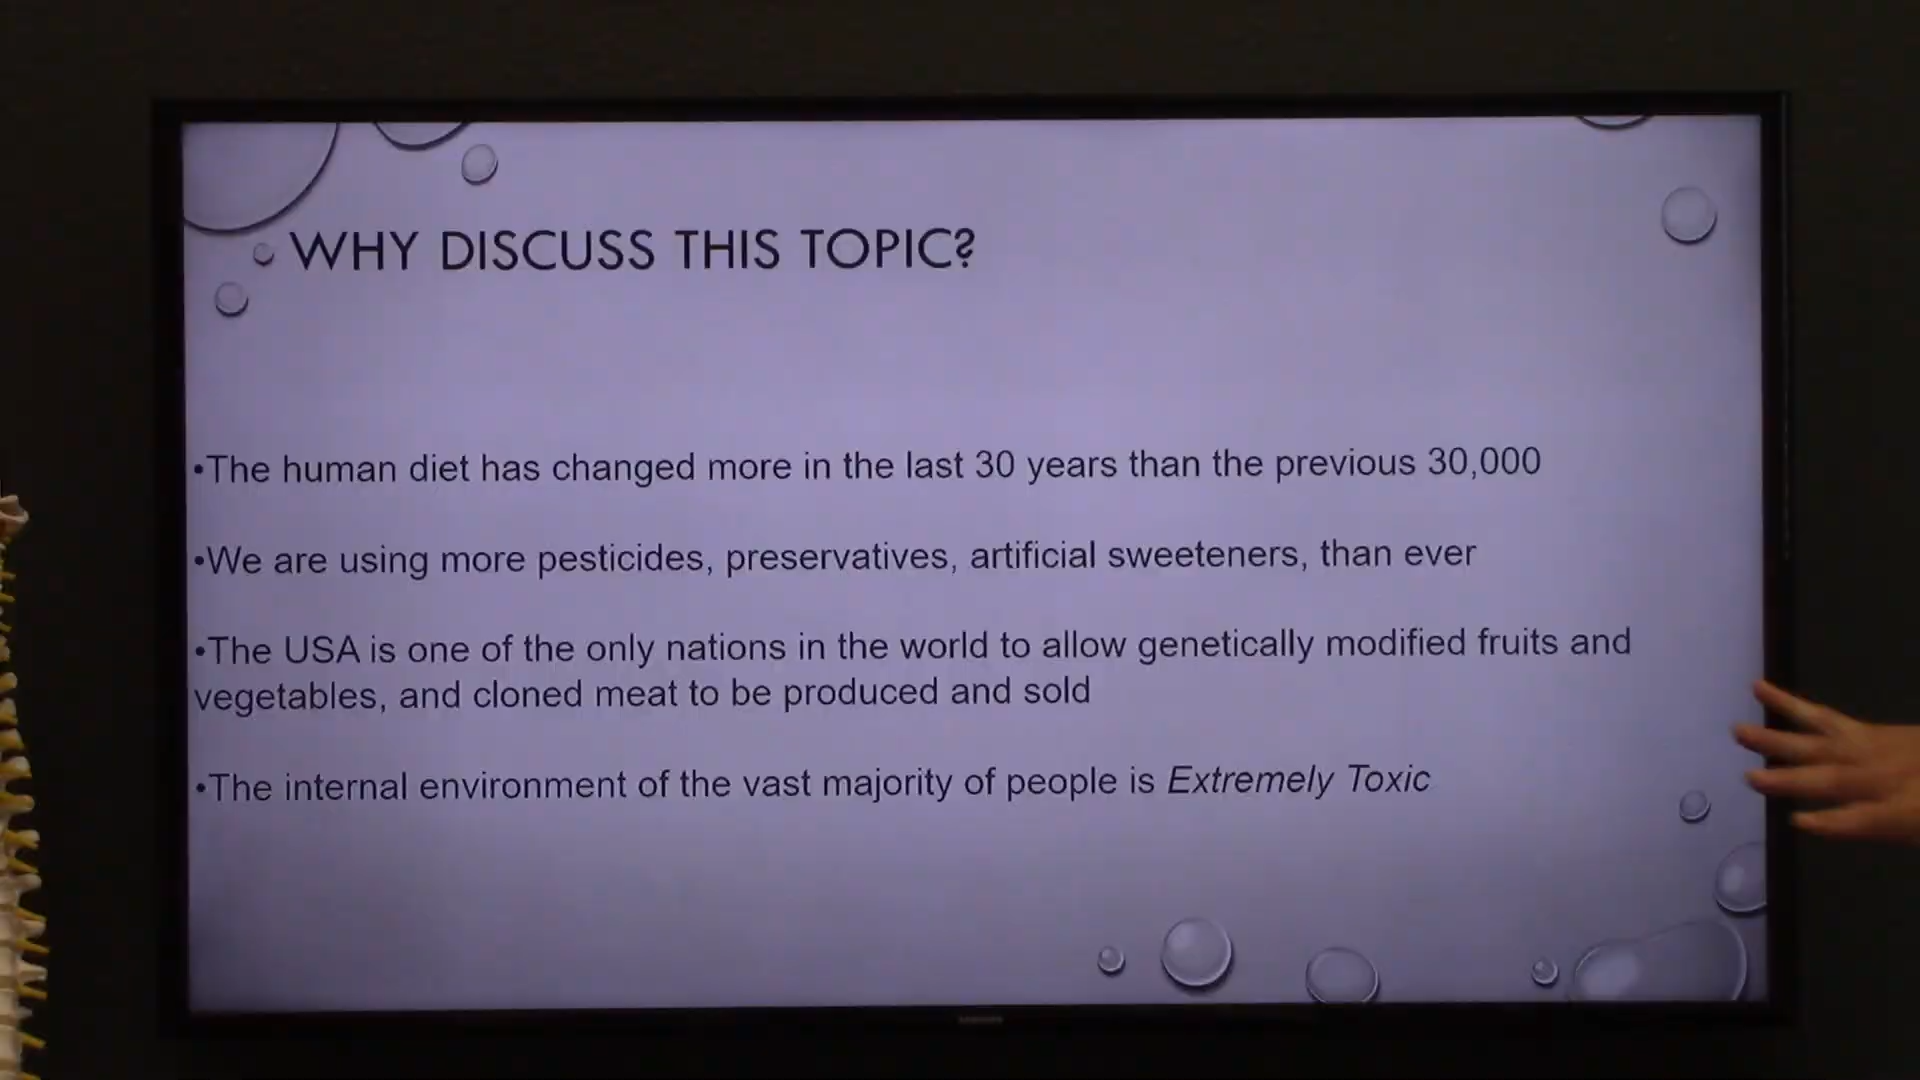 WHY DISCUSS THIS TOPIC?
•The human diet has changed more in the last 30 years than the previous 30,000
•We are using more pesticides, preservatives, artificial sweeteners, than ever
•The USA is one of the only nations in the world to allow genetically modified fruits and
vegetables, and cloned meat to be produced and sold
•The internal environment of the vast majority of people is Extremely Toxic